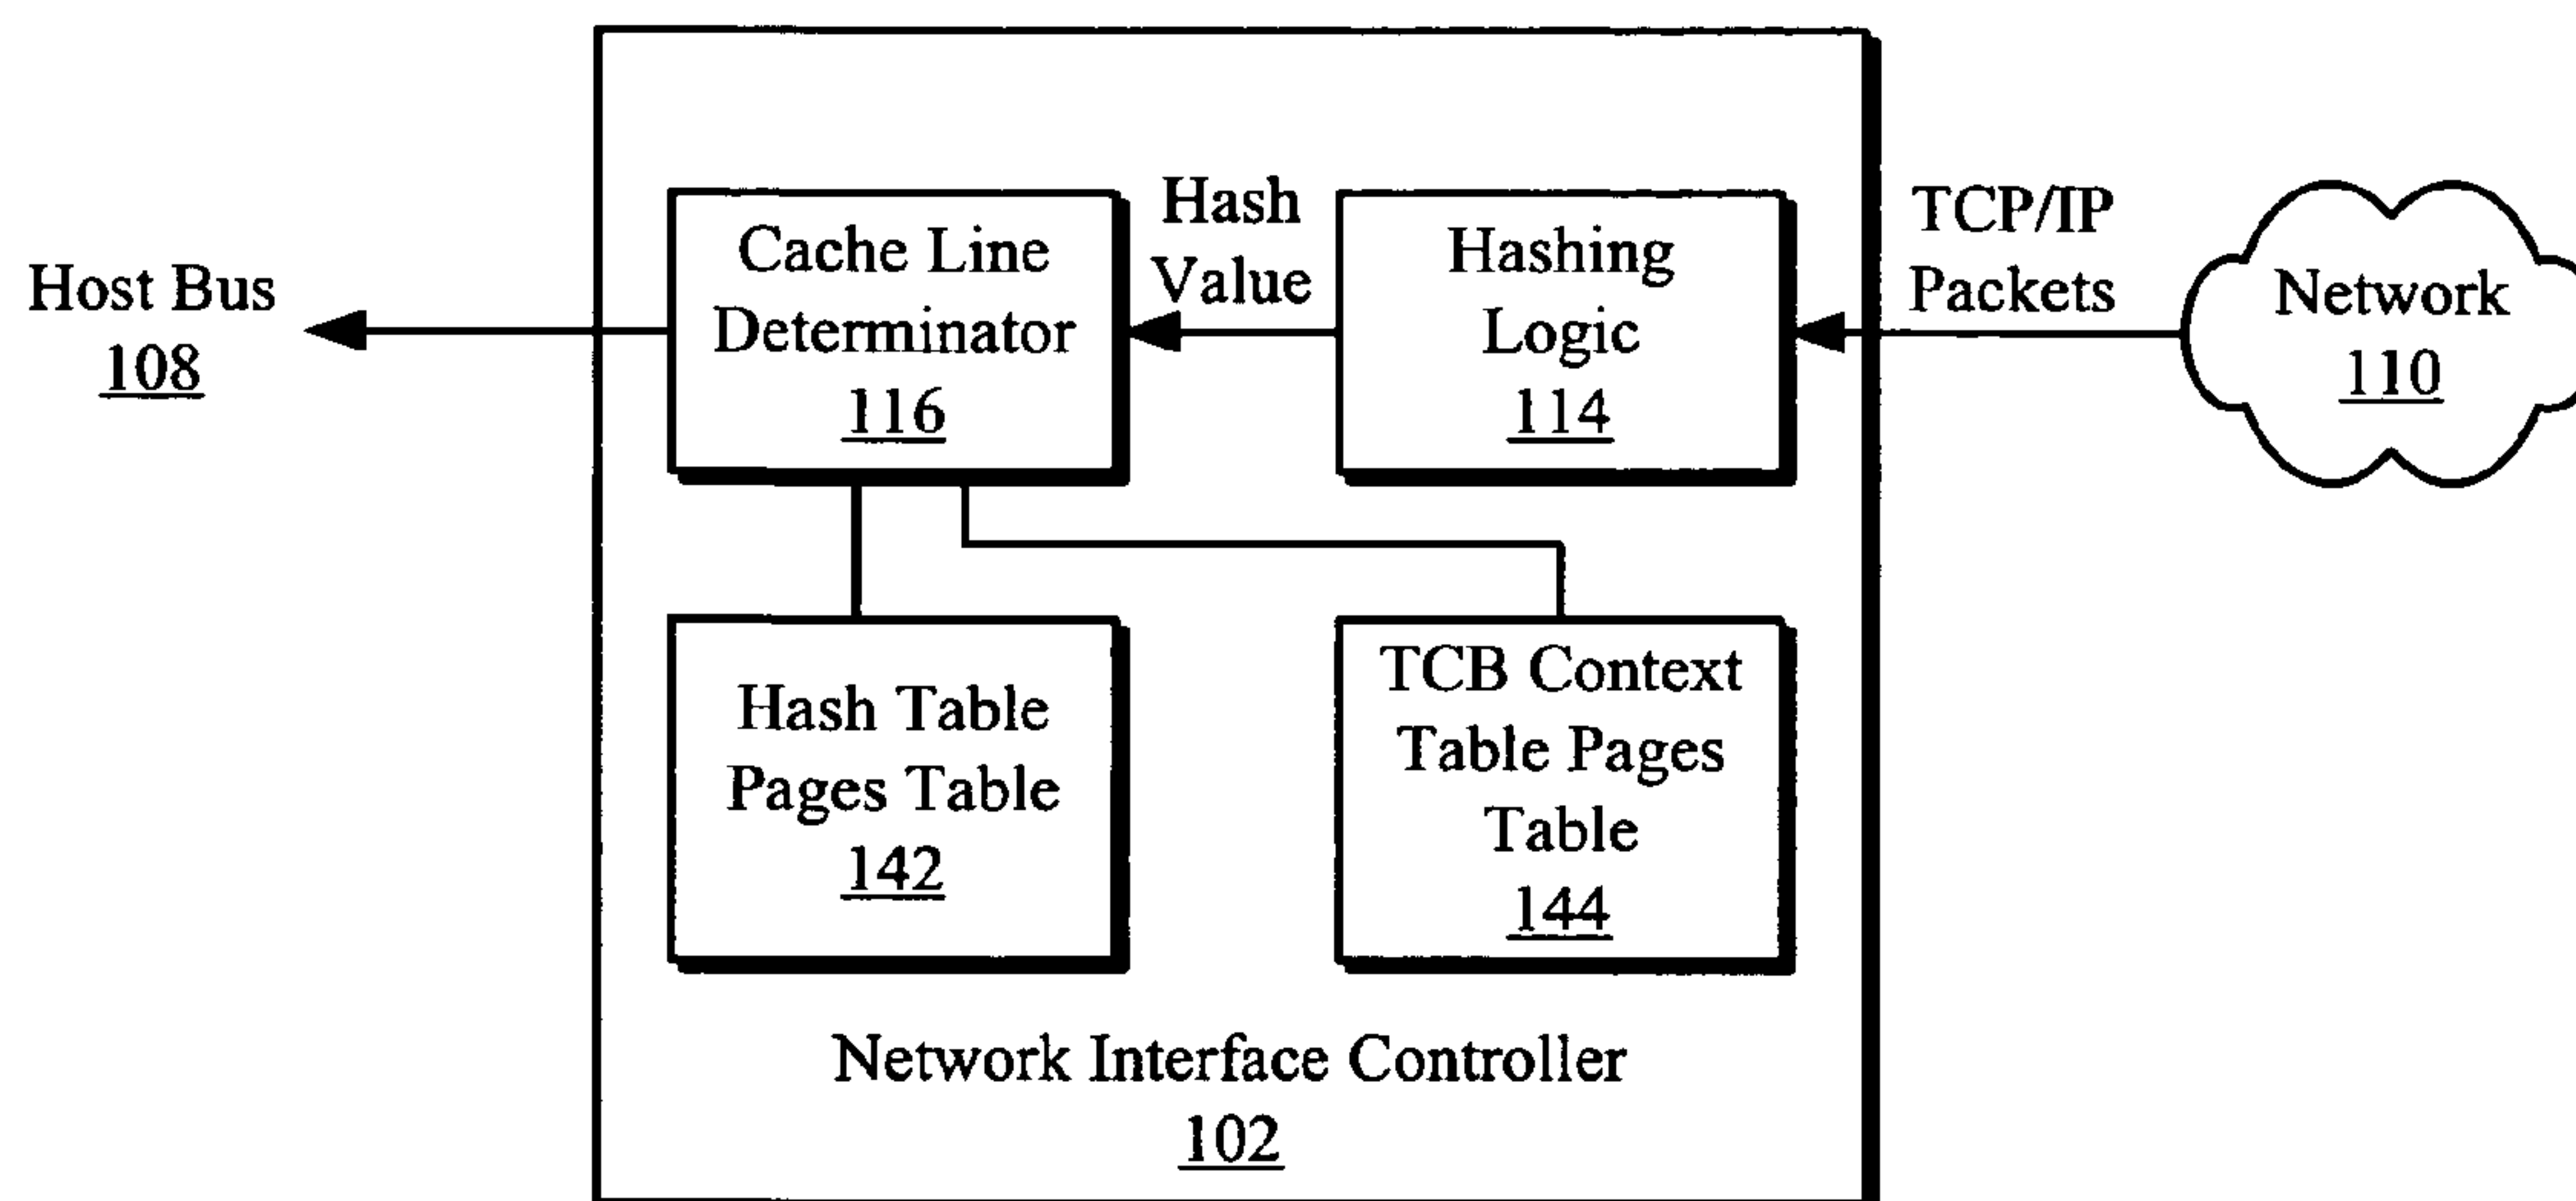 Host Bus
108
Cache Line
Determinator
116
Hash
Value
Hashing
Logic
114
TCP/IP
Packets
Network
110
Hash Table
Pages Table
142
TCB Context
Table Pages
Table
144
Network Interface Controller
102